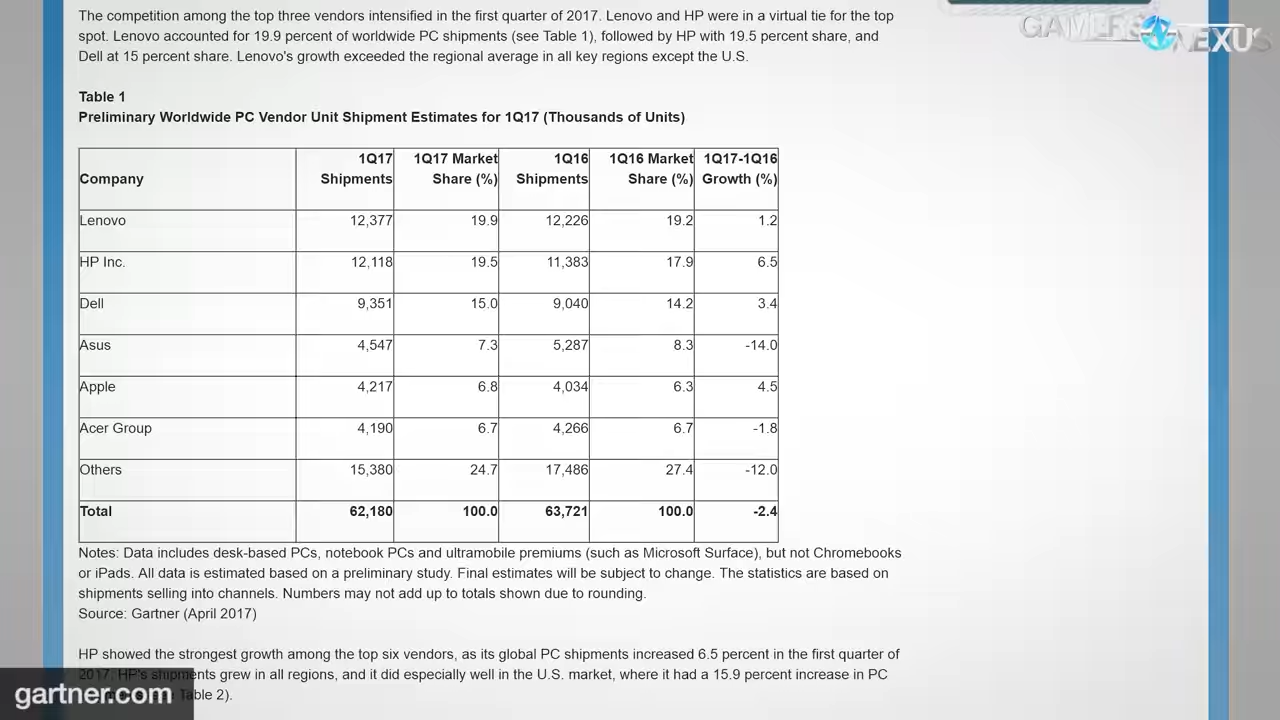 The competition among the top three vendors intensified in the first quarter of 2017. Lenovo and HP were in a virtual tie for the top
spot. Lenovo accounted for 19.9 percent of worldwide PC shipments (see Table 1), followed by HP with 19.5 percent share, and
Dell at 15 percent share. Lenovo's growth exceeded the regional average in all key regions except the U.S.
GAMERS NEXUS
Table 1
Preliminary Worldwide PC Vendor Unit Shipment Estimates for 1Q17 (Thousands of Units)
Company 1Q17 Shipments 1Q17 Market Share (%) 1Q16 Shipments 1Q16 Market Share (%) 1Q17-1Q16 Growth (%)
Lenovo 12,377 19.9 12,226 19.2 1.2
HP Inc. 12,118 19.5 11,383 17.9 6.5
Dell 9,351 15.0 9,040 14.2 3.4
Asus 4,547 7.3 5,287 8.3 -14.0
Apple 4,217 6.8 4,034 6.3 4.5
Acer Group 4,190 6.7 4,266 6.7 -1.8
Others 15,380 24.7 17,486 27.4 -12.0
Total 62,180 100.0 63,721 100.0 -2.4
Notes: Data includes desk-based PCs, notebook PCs and ultramobile premiums (such as Microsoft Surface), but not Chromebooks
or iPads. All data is estimated based on a preliminary study. Final estimates will be subject to change. The statistics are based on
shipments selling into channels. Numbers may not add up to totals shown due to rounding.
Source: Gartner (April 2017)
HP showed the strongest growth among the top six vendors, as its global PC shipments increased 6.5 percent in the first quarter of
2017. HP's shipments grew in all regions, and it did especially well in the U.S. market, where it had a 15.9 percent increase in PC
Table 2).
gartner.com